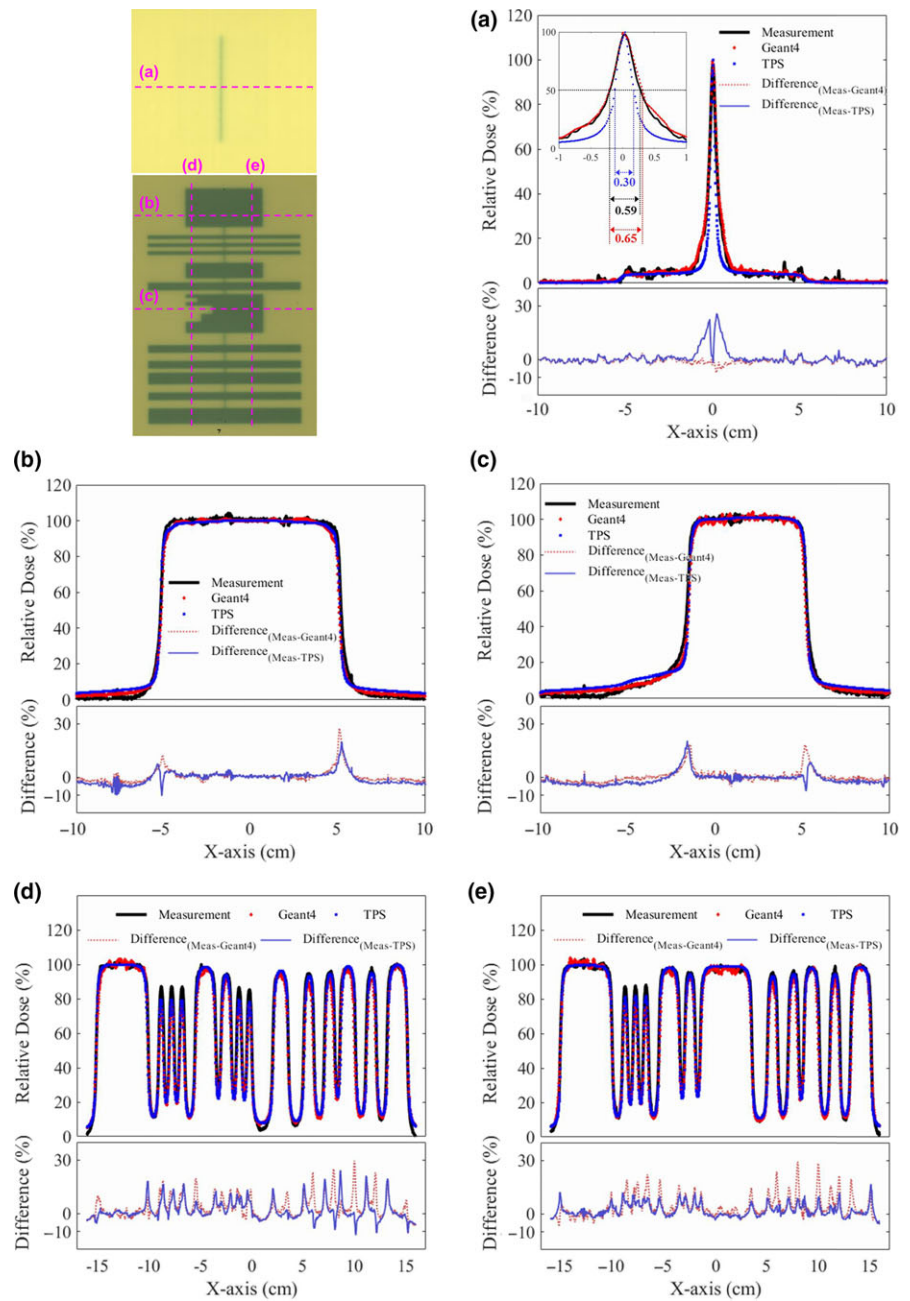 (a)
(d) (e)
(b)
(c)
(a)
120
100
80
60
40
20
0
Relative Dose (%)
Measurement
Geant4
TPS
Difference(Meas-Geant4)
Difference(Meas-TPS)
100
50
0
-1 -0.5 0 0.5 1
0.30
0.59
0.65
Difference (%)
30
0
-10
-10 -5 0 5 10
X-axis (cm)
(b)
120
100
80
60
40
20
0
Relative Dose (%)
Measurement
Geant4
TPS
Difference(Meas-Geant4)
Difference(Meas-TPS)
Difference (%)
30
0
-10
-10 -5 0 5 10
X-axis (cm)
(c)
120
100
80
60
40
20
0
Relative Dose (%)
Measurement
Geant4
TPS
Difference(Meas-Geant4)
Difference(Meas-TPS)
Difference (%)
30
0
-10
-10 -5 0 5 10
X-axis (cm)
(d)
120
100
80
60
40
20
0
Relative Dose (%)
Measurement Geant4 TPS
Difference(Meas-Geant4) Difference(Meas-TPS)
Difference (%)
30
0
-10
-15 -10 -5 0 5 10 15
X-axis (cm)
(e)
120
100
80
60
40
20
0
Relative Dose (%)
Measurement Geant4 TPS
Difference(Meas-Geant4) Difference(Meas-TPS)
Difference (%)
30
0
-10
-15 -10 -5 0 5 10 15
X-axis (cm)